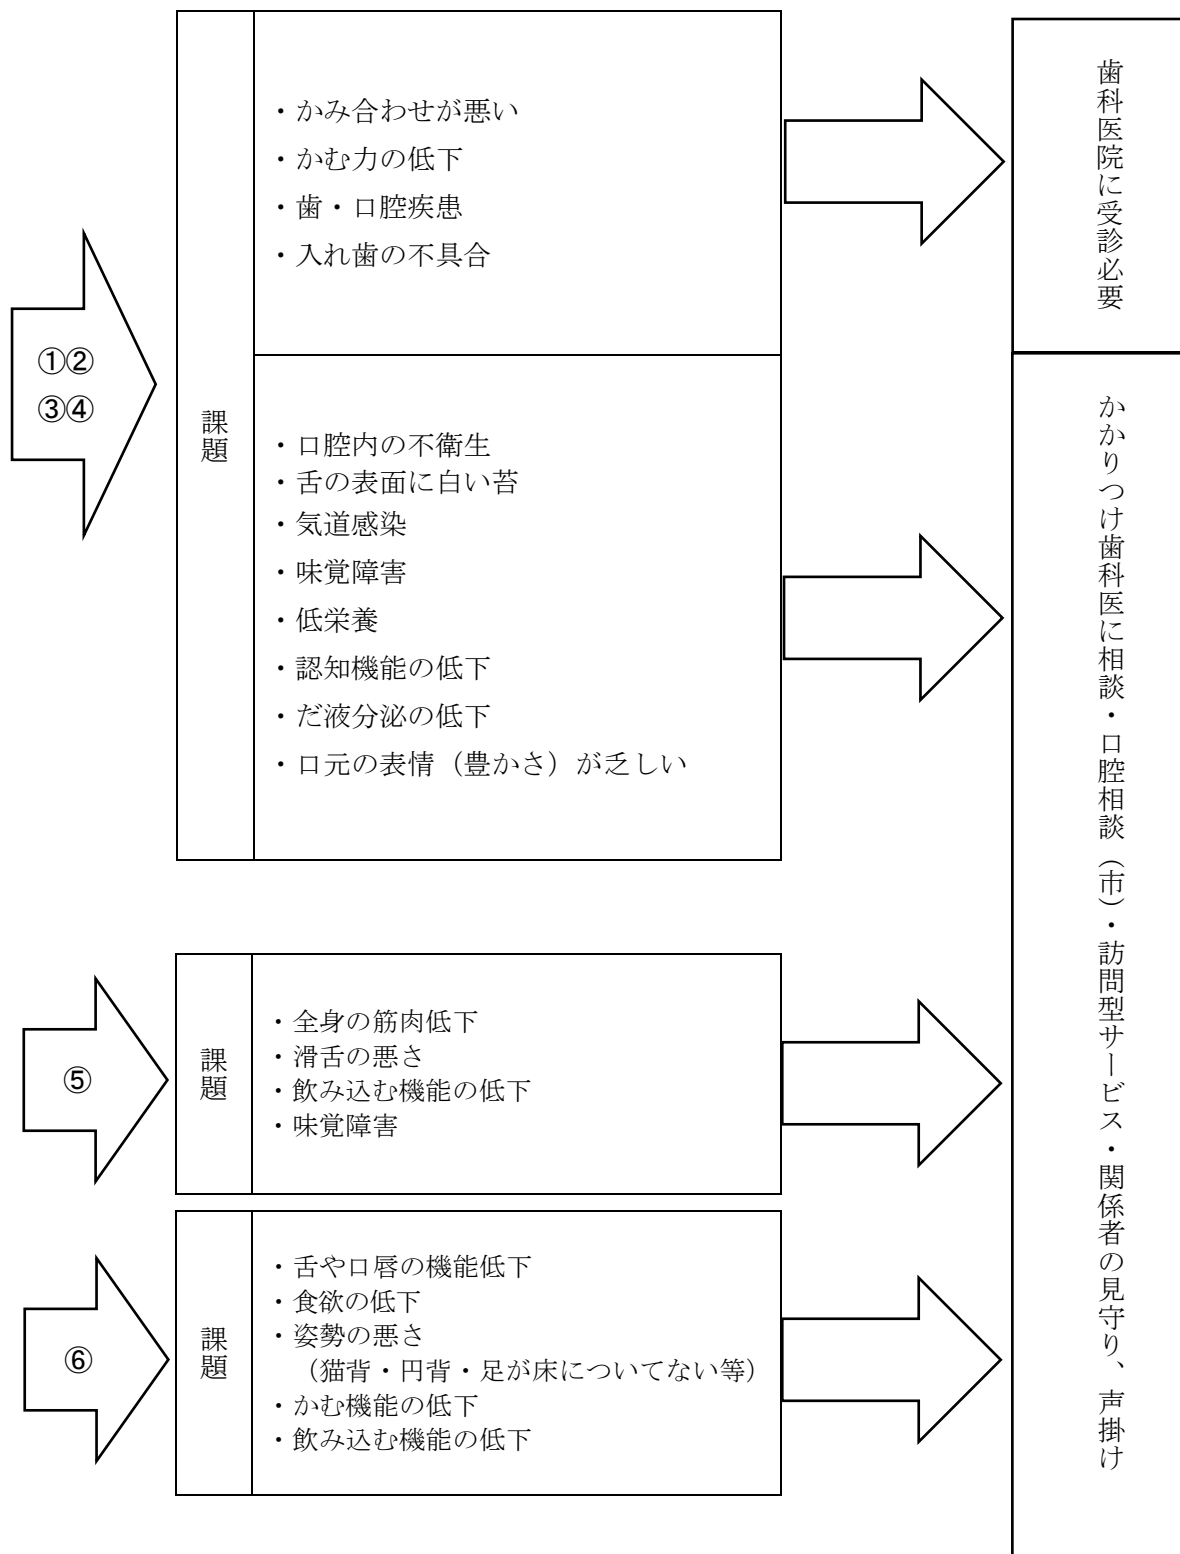 ①②
③④
課題
・かみ合わせが悪い
・かむ力の低下
・歯・口腔疾患
・入れ歯の不具合
歯科医院に受診必要
・口腔内の不衛生
・舌の表面に白い苔
・気道感染
・味覚障害
・低栄養
・認知機能の低下
・だ液分泌の低下
・口元の表情（豊かさ）が乏しい
⑤
課題
・全身の筋肉低下
・滑舌の悪さ
・飲み込む機能の低下
・味覚障害
⑥
課題
・舌や口唇の機能低下
・食欲の低下
・姿勢の悪さ
（猫背・円背・足が床についてない等）
・かむ機能の低下
・飲み込む機能の低下
かかりつけ歯科医に相談・口腔相談（市）・訪問型サービス・関係者の見守り、声掛け